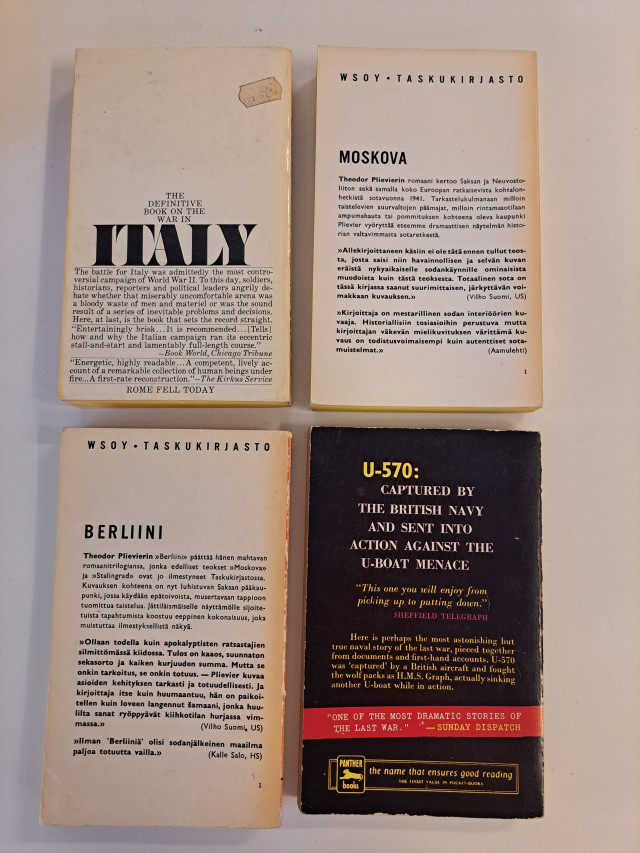 THE
DEFINITIVE
BOOK ON THE
WAR IN
ITALY
The battle for Italy was admittedly the most contro-
versial campaign of World War II. To this day, soldiers,
historians, reporters and political leaders angrily de-
bate whether that miserably uncomfortable arena was
a bloody waste of men and materiel or was the sound
result of a series of inevitable problems and decisions.
Here, at last, is the book that sets the record straight.
"Entertainingly brisk...It is recommended...[Tells]
how and why the Italian campaign ran its eccentric
stall-and-start and lamentably full-length course."
—Book World, Chicago Tribune
"Energetic, highly readable...A competent, lively ac-
count of a remarkable collection of human beings under
fire...A first-rate reconstruction."—The Kirkus Service
ROME FELL TODAY
WSOY • TASKUKIRJASTO
MOSKOVA
Theodor Plievierin romaani kertoo Saksan ja Neuvosto-
liiton sekä samalla koko Euroopan ratkaisevista kohtalon-
hetkistä sotavuonna 1941. Tarkastelukulmanaan milloin
taistelevien suurvaltojen päämajat, milloin rintamasotilaan
ampumahauta tai pommituksen kohteena oleva kaupunki
Plievier vyöryttää eteemme dramaattisen näytelmän histo-
rian valtavimmasta sotaretkestä.
»Allekirjoittaneen käsiin ei ole tätä ennen tullut teos-
ta, josta saisi niin havainnollisen ja selvän kuvan
eräistä nykyaikaiselle sodankäynnille ominaisista
muodoista kuin tästä teoksesta. Totaalinen sota on
tässä kirjassa saanut suurimittaisen, järkyttävän voi-
makkaan kuvauksen.» (Vilho Suomi, US)
»Kirjoittaja on mestarillinen sodan interiöörien ku-
vaaja. Historiallisiin tosiasioihin perustuva mutta
kirjoittajan väkevän mielikuvituksen värittämä ku-
vaus on todistusvoimaisempi kuin autenttiset sota-
muistelmat.» (Aamulehti)
1
WSOY • TASKUKIRJASTO
BERLIINI
Theodor Plievierin »Berliini» päättää hänen mahtavan
romaanitrilogiansa, jonka edelliset teokset »Moskova»
ja »Stalingrad» ovat jo ilmestyneet Taskukirjastossa.
Kuvauksen kohteena on nyt luhistuvan Saksan pääkau-
punki, jossa käydään epätoivoista, musertavaan tappioon
tuomittua taistelua. Jättiläismäiselle näyttämölle sijoite-
tuista tapahtumista koostuu eeppinen kokonaisuus, joka
muistuttaa ilmestyksellistä näkyä.
»Ollaan todella kuin apokalyptisten ratsastajien
silmittömässä kiidossa. Tulos on kaaos, suunnaton
sekasorto ja kaiken kurjuuden summa. Mutta se
onkin tarkoitus, se onkin totuus. — Plievier kuvaa
asioiden kehityksen tarkasti ja totuudellisesti. Ja
kirjoittaja itse kuin huumaantuu, hän on paikoi-
tellen kuin loveen langennut šamaani, jonka huu-
lilta sanat ryöppyävät kiihkotilan hurjassa vim-
massa.» (Vilho Suomi, US)
»Ilman 'Berliiniä' olisi sodanjälkeinen maailma
paljoa totuutta vailla.» (Kalle Salo, HS)
1
U-570:
CAPTURED BY
THE BRITISH NAVY
AND SENT INTO
ACTION AGAINST THE
U-BOAT MENACE
"This one you will enjoy from
picking up to putting down."
SHEFFIELD TELEGRAPH
Here is perhaps the most astonishing but
true naval story of the last war, pieced together
from documents and first-hand accounts. U-570
was 'captured' by a British aircraft and fought
the wolf packs as H.M.S. Graph, actually sinking
another U-boat while in action.
"ONE OF THE MOST DRAMATIC STORIES OF
THE LAST WAR." —SUNDAY DISPATCH
PANTHER
books
the name that ensures good reading
THE FINEST VALUE IN POCKET-BOOKS